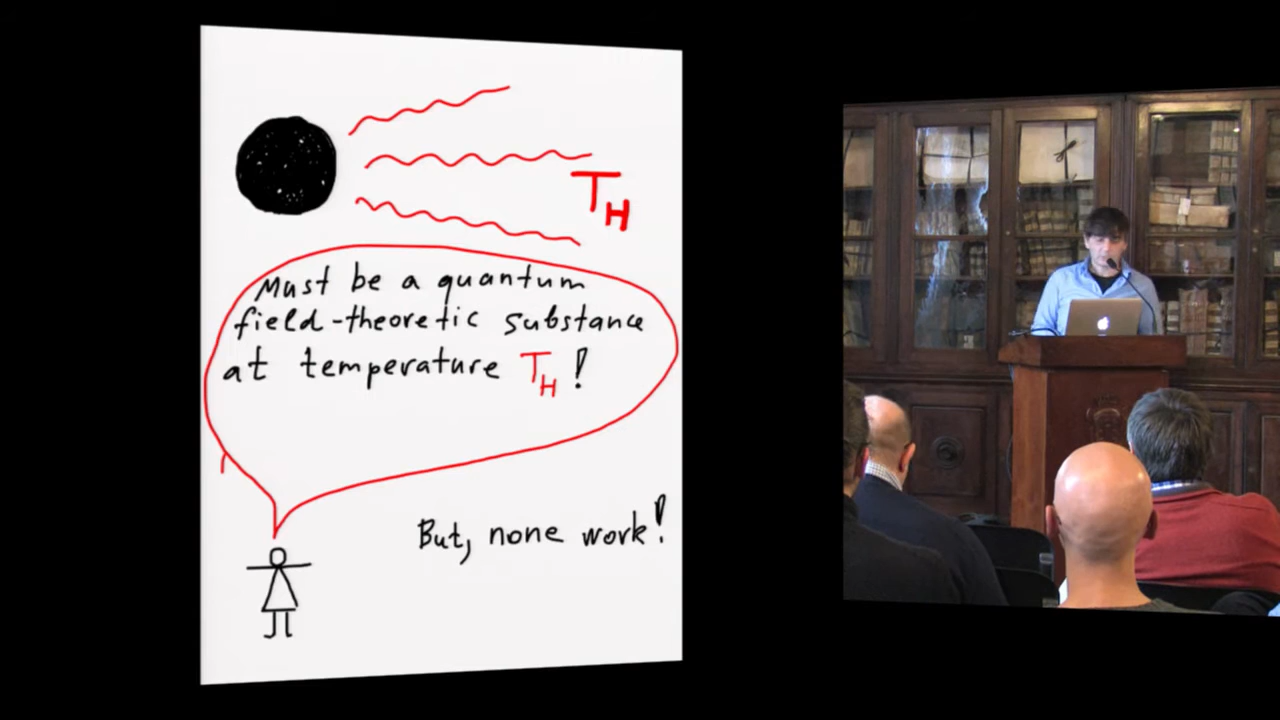 T_H
Must be a quantum
field-theoretic substance
at temperature T_H!
But, none work!